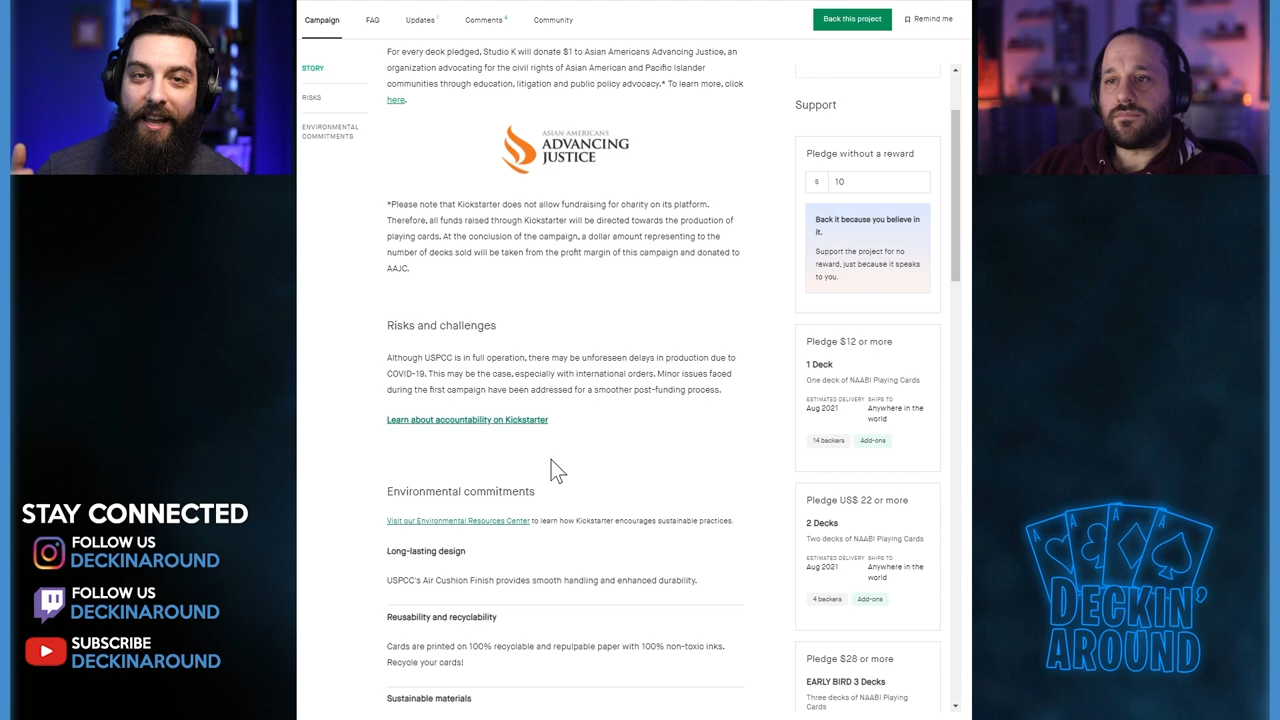 Campaign
FAQ
Updates 1
Comments 4
Community
Back this project
Remind me
STORY
RISKS
ENVIRONMENTAL
COMMITMENTS
For every deck pledged, Studio K will donate $1 to Asian Americans Advancing Justice, an
organization advocating for the civil rights of Asian American and Pacific Islander
communities through education, litigation and public policy advocacy.* To learn more, click
here.
ASIAN AMERICANS
ADVANCING
JUSTICE
*Please note that Kickstarter does not allow fundraising for charity on its platform.
Therefore, all funds raised through Kickstarter will be directed towards the production of
playing cards. At the conclusion of the campaign, a dollar amount representing to the
number of decks sold will be taken from the profit margin of this campaign and donated to
AAJC.
Risks and challenges
Although USPCC is in full operation, there may be unforeseen delays in production due to
COVID-19. This may be the case, especially with international orders. Minor issues faced
during the first campaign have been addressed for a smoother post-funding process.
Learn about accountability on Kickstarter
Environmental commitments
Visit our Environmental Resources Center to learn how Kickstarter encourages sustainable practices.
Long-lasting design
USPCC's Air Cushion Finish provides smooth handling and enhanced durability.
Reusability and recyclability
Cards are printed on 100% recyclable and repulpable paper with 100% non-toxic inks.
Recycle your cards!
Sustainable materials
Support
Pledge without a reward
$ 10
Back it because you believe in
it.
Support the project for no
reward, just because it speaks
to you.
Pledge $12 or more
1 Deck
One deck of NAABI Playing Cards
ESTIMATED DELIVERY SHIPS TO
Aug 2021 Anywhere in the
world
14 backers Add-ons
Pledge US$ 22 or more
2 Decks
Two decks of NAABI Playing Cards
ESTIMATED DELIVERY SHIPS TO
Aug 2021 Anywhere in the
world
4 backers Add-ons
Pledge $28 or more
EARLY BIRD 3 Decks
Three decks of NAABI Playing
Cards
STAY CONNECTED
FOLLOW US
DECKINAROUND
FOLLOW US
DECKINAROUND
SUBSCRIBE
DECKINAROUND
A A A A
DECKIN'
AROUND